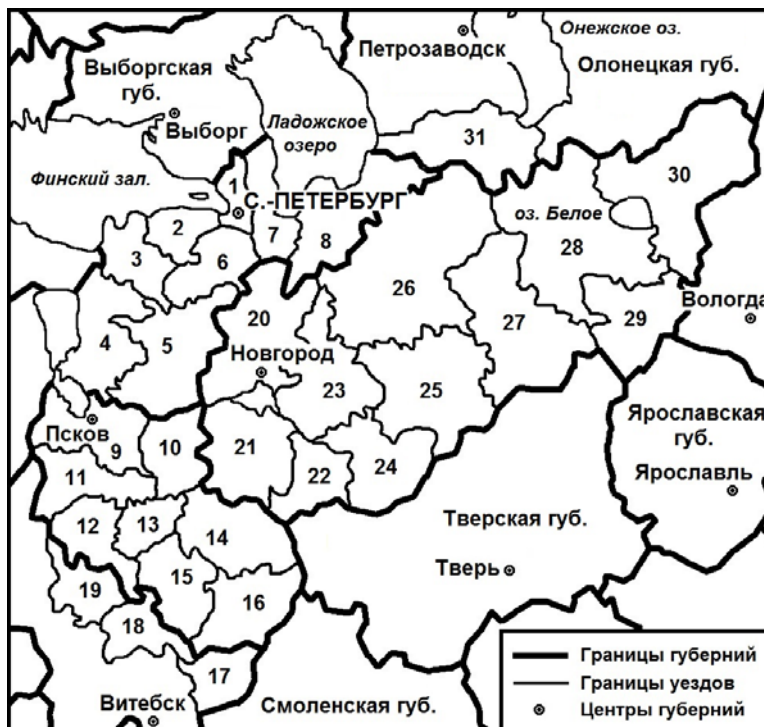 Онежское оз.
Петрозаводск
Олонецкая губ.
Выборгская
губ.
Выборг
Ладожское
озеро
31
30
Финский зал.
1
С.-ПЕТЕРБУРГ
2
3
6
7
8
оз. Белое
28
26
27
29
Вологда
20
4
5
Новгород
23
25
Псков
9
10
21
22
24
Ярославская
губ.
Ярославль
11
12
13
14
Тверская губ.
Тверь
15
16
19
18
17
Витебск
Смоленская губ.
Границы губерний
Границы уездов
Центры губерний